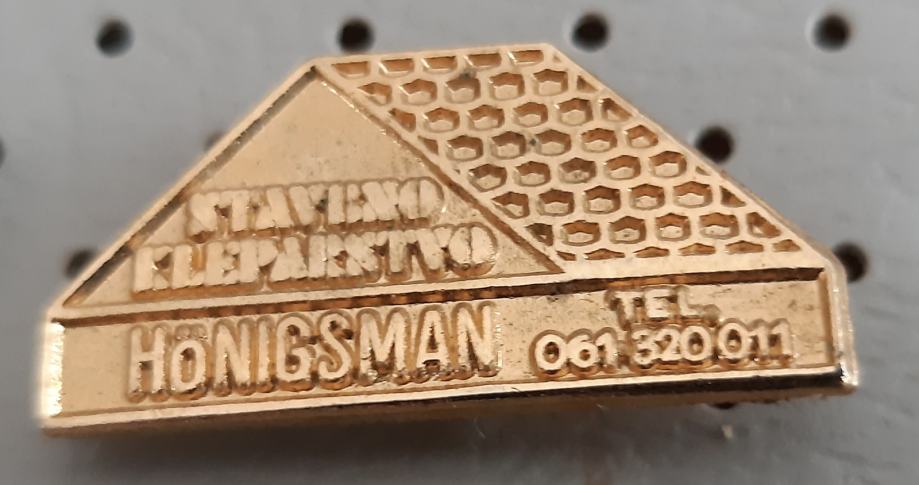 STAVBNO
KLEPARSTVO
HÖNIGSMAN
TEL.
061 320 011